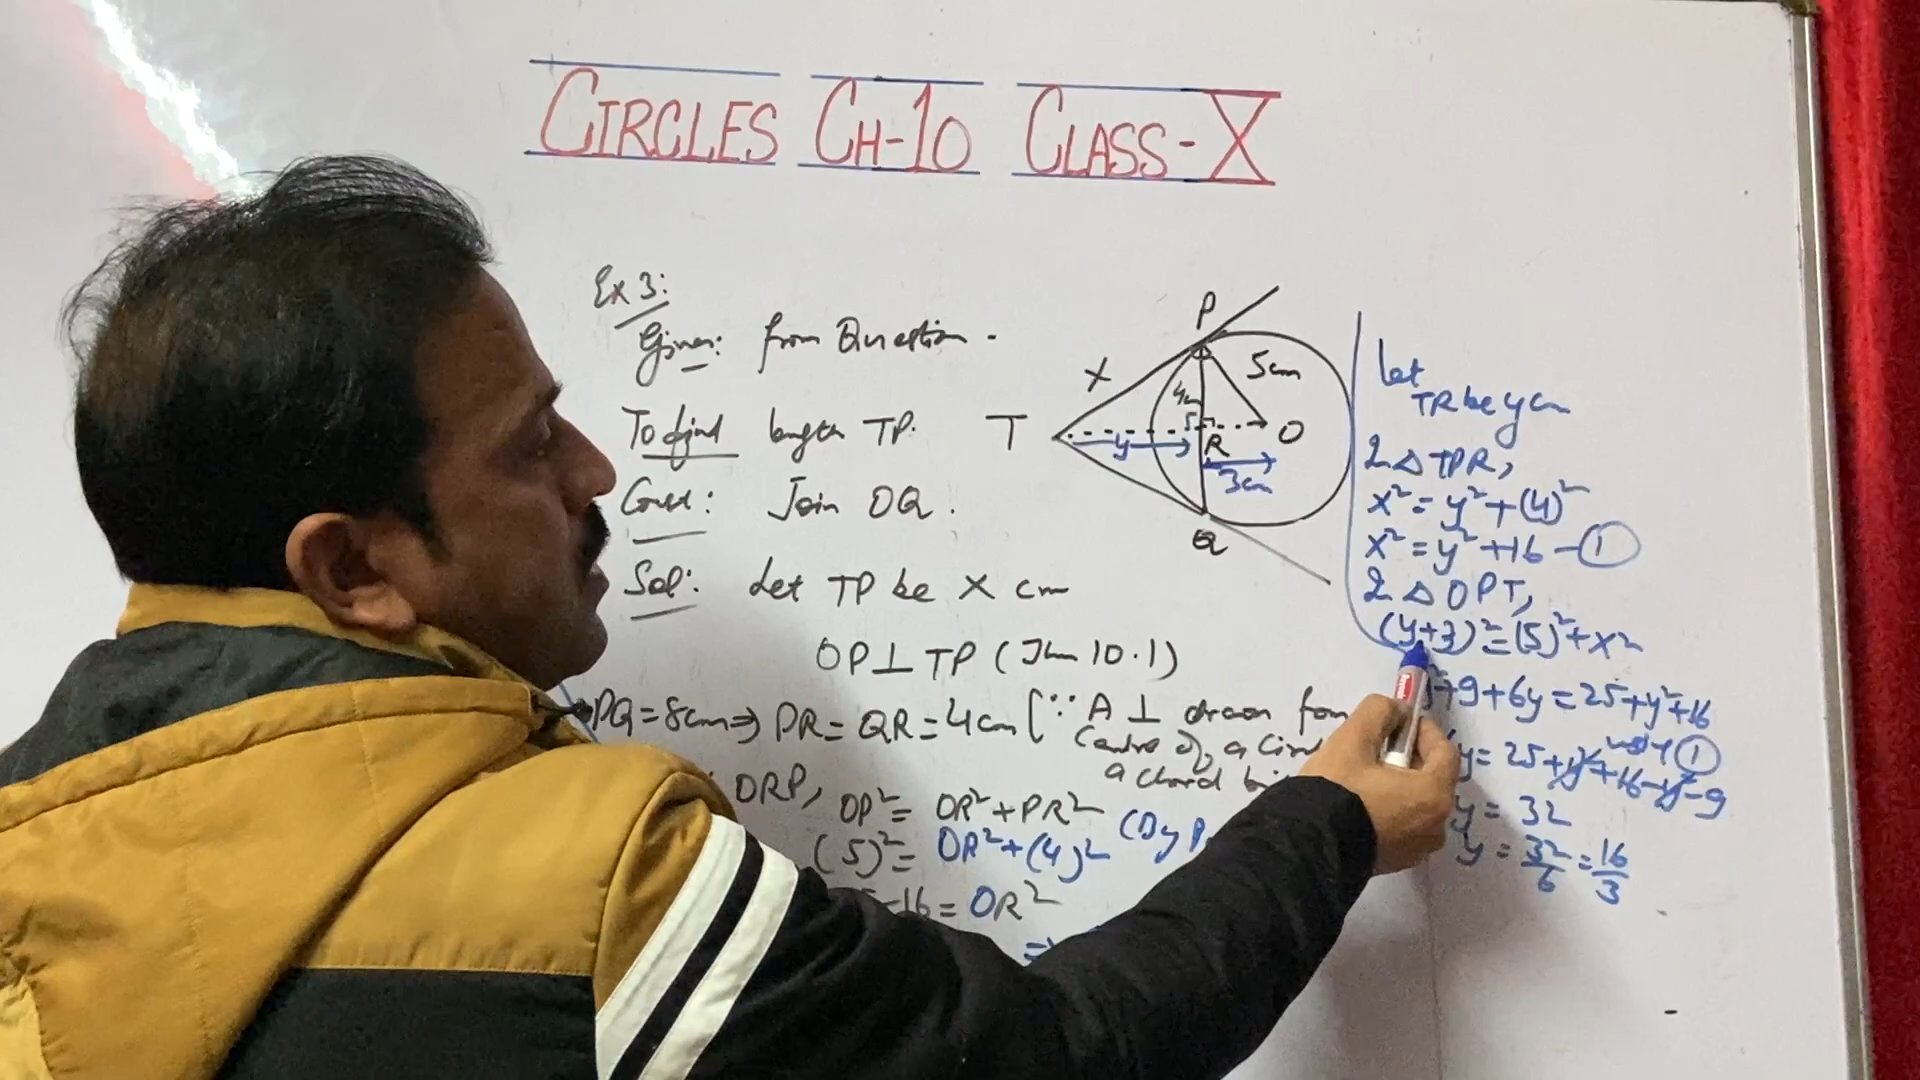 CIRCLES CH-10 CLASS-X
Ex 3:
Given: from Question.
To find length TP.
Const: Join OQ.
Sol: Let TP be X cm
OP⊥TP (Thm 10.1)
PQ=8cm⇒ PR=QR=4cm [∵ A ⊥ drawn from
Centre of a
a chord
ORP, OP²=OR²+PR²
(5)²=OR²+(4)² (By P
-16=OR²
P
X
5cm
4cm
T
O
y
R
3cm
Q
Let
TR be y cm
△TPR,
x²=y²+(4)²
x²=y²+16-①
△OPT,
(y+3)²=(5)²+x²
+9+6y=25+y²+16
using ①
y=25+y²+16-y²-9
y=32
y=32/6=16/3